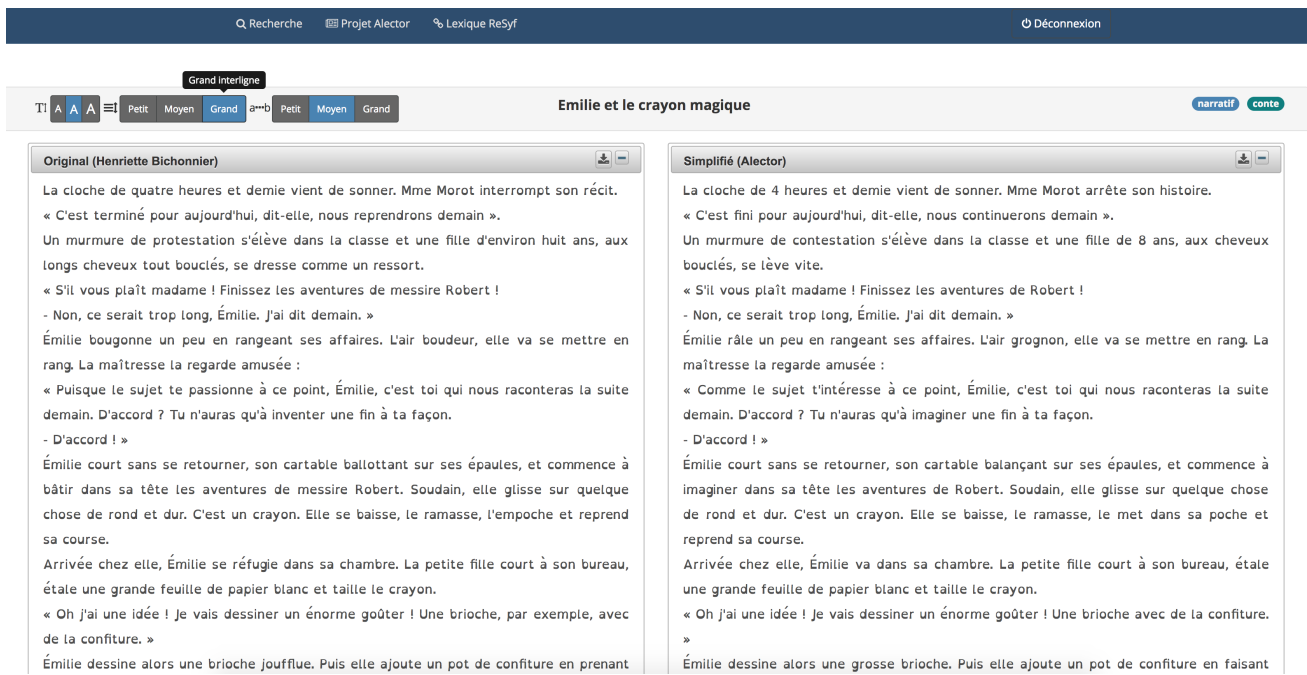 Recherche Projet Alector Lexique ReSyf Déconnexion
Grand interligne
TI A A A Petit Moyen Grand a•••b Petit Moyen Grand
Emilie et le crayon magique
narratif conte
Original (Henriette Bichonnier)
La cloche de quatre heures et demie vient de sonner. Mme Morot interrompt son récit.
« C'est terminé pour aujourd'hui, dit-elle, nous reprendrons demain ».
Un murmure de protestation s'élève dans la classe et une fille d'environ huit ans, aux
longs cheveux tout bouclés, se dresse comme un ressort.
« S'il vous plaît madame ! Finissez les aventures de messire Robert !
- Non, ce serait trop long, Émilie. J'ai dit demain. »
Émilie bougonne un peu en rangeant ses affaires. L'air boudeur, elle va se mettre en
rang. La maîtresse la regarde amusée :
« Puisque le sujet te passionne à ce point, Émilie, c'est toi qui nous raconteras la suite
demain. D'accord ? Tu n'auras qu'à inventer une fin à ta façon.
- D'accord ! »
Émilie court sans se retourner, son cartable ballottant sur ses épaules, et commence à
bâtir dans sa tête les aventures de messire Robert. Soudain, elle glisse sur quelque
chose de rond et dur. C'est un crayon. Elle se baisse, le ramasse, l'empoche et reprend
sa course.
Arrivée chez elle, Émilie se réfugie dans sa chambre. La petite fille court à son bureau,
étale une grande feuille de papier blanc et taille le crayon.
« Oh j'ai une idée ! Je vais dessiner un énorme goûter ! Une brioche, par exemple, avec
de la confiture. »
Émilie dessine alors une brioche joufflue. Puis elle ajoute un pot de confiture en prenant
Simplifié (Alector)
La cloche de 4 heures et demie vient de sonner. Mme Morot arrête son histoire.
« C'est fini pour aujourd'hui, dit-elle, nous continuerons demain ».
Un murmure de contestation s'élève dans la classe et une fille de 8 ans, aux cheveux
bouclés, se lève vite.
« S'il vous plaît madame ! Finissez les aventures de Robert !
- Non, ce serait trop long, Émilie. J'ai dit demain. »
Émilie râle un peu en rangeant ses affaires. L'air grognon, elle va se mettre en rang. La
maîtresse la regarde amusée :
« Comme le sujet t'intéresse à ce point, Émilie, c'est toi qui nous raconteras la suite
demain. D'accord ? Tu n'auras qu'à imaginer une fin à ta façon.
- D'accord ! »
Émilie court sans se retourner, son cartable balançant sur ses épaules, et commence à
imaginer dans sa tête les aventures de Robert. Soudain, elle glisse sur quelque chose
de rond et dur. C'est un crayon. Elle se baisse, le ramasse, le met dans sa poche et
reprend sa course.
Arrivée chez elle, Émilie va dans sa chambre. La petite fille court à son bureau, étale
une grande feuille de papier blanc et taille le crayon.
« Oh j'ai une idée ! Je vais dessiner un énorme goûter ! Une brioche avec de la confiture.
»
Émilie dessine alors une grosse brioche. Puis elle ajoute un pot de confiture en faisant